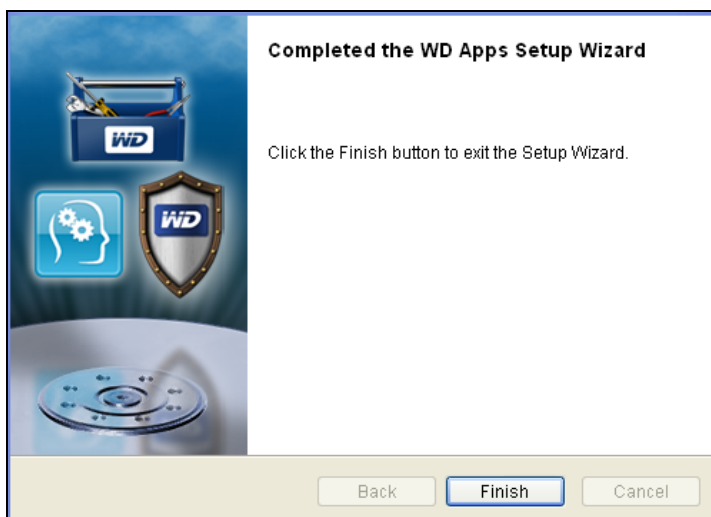 Completed the WD Apps Setup Wizard
WD
Click the Finish button to exit the Setup Wizard.
WD
Back
Finish
Cancel